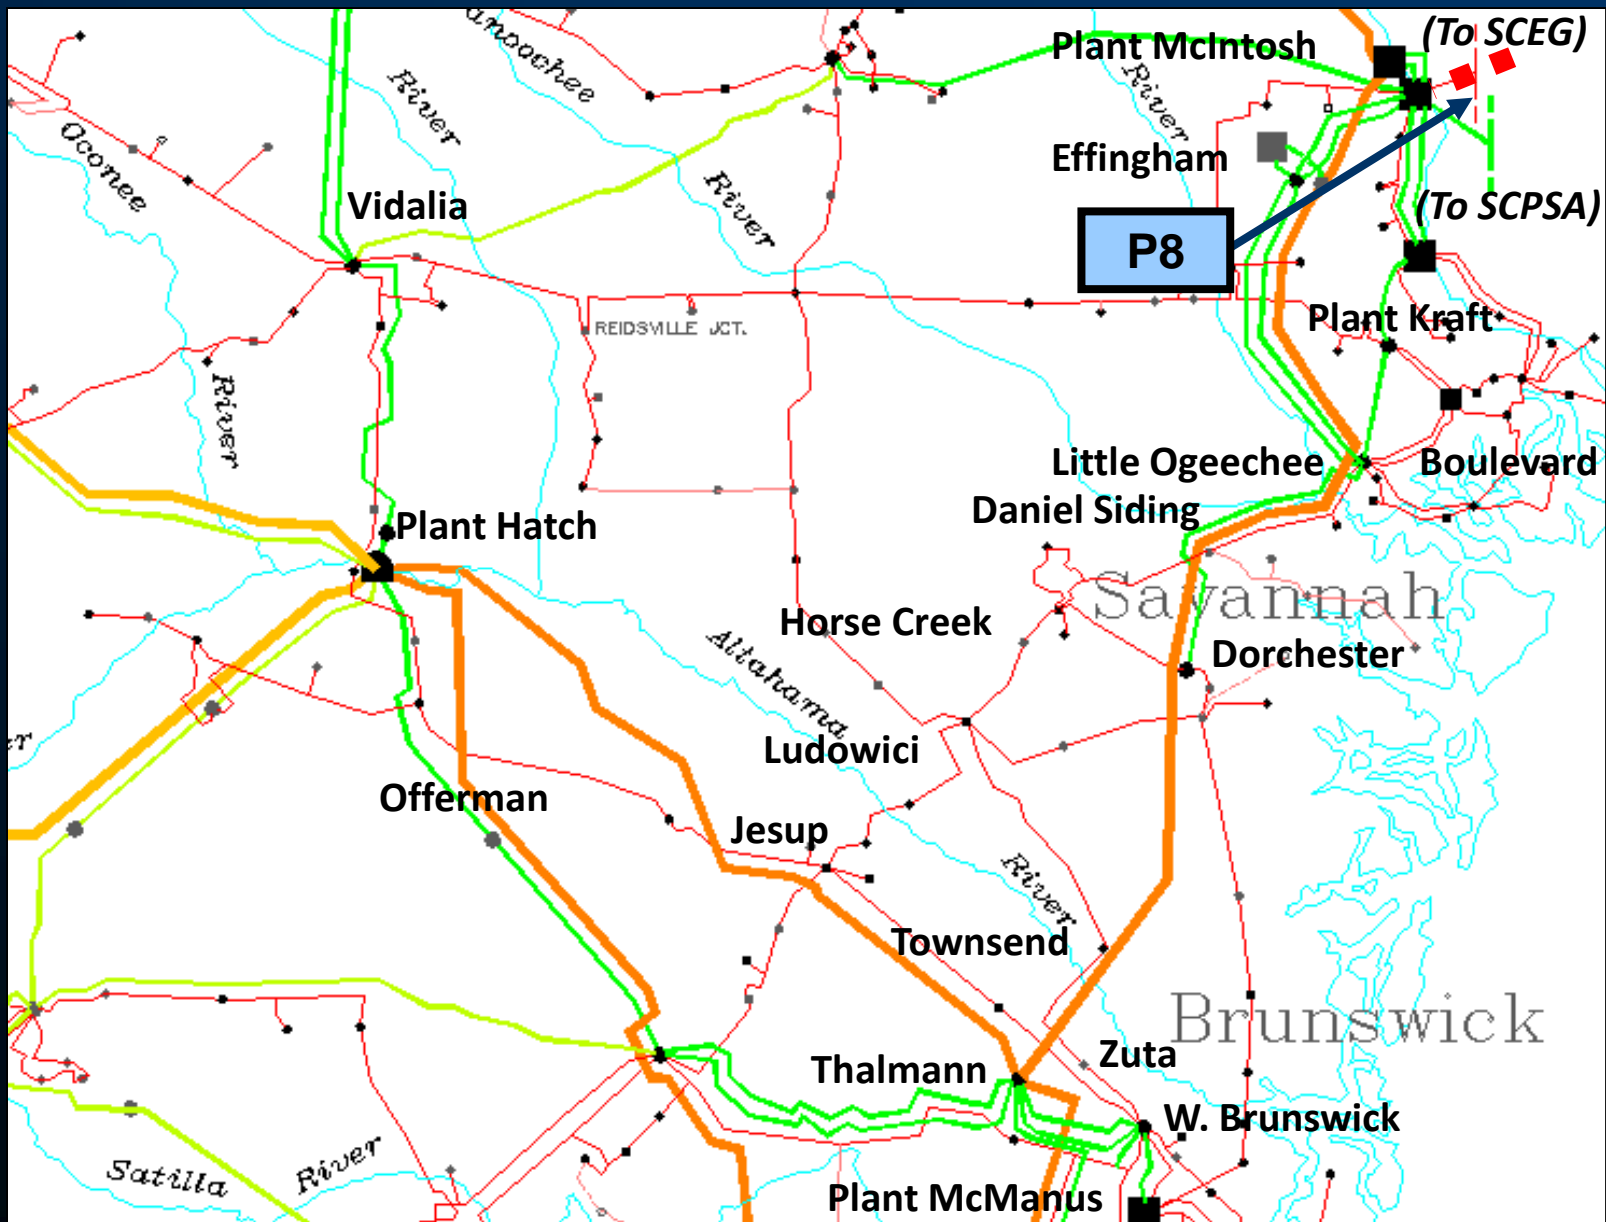 (To SCEG)
Plant McIntosh
River
River
Oconee
Effingham
River
Vidalia
(To SCPSA)
P8
Plant Kraft
REIDSVILLE JCT.
River
Little Ogeechee
Boulevard
Daniel Siding
Plant Hatch
Savannah
Horse Creek
Altahama
Dorchester
Ludowici
Offerman
Jesup
River
Townsend
Brunswick
Zuta
Thalmann
W. Brunswick
River
Satilla
Plant McManus